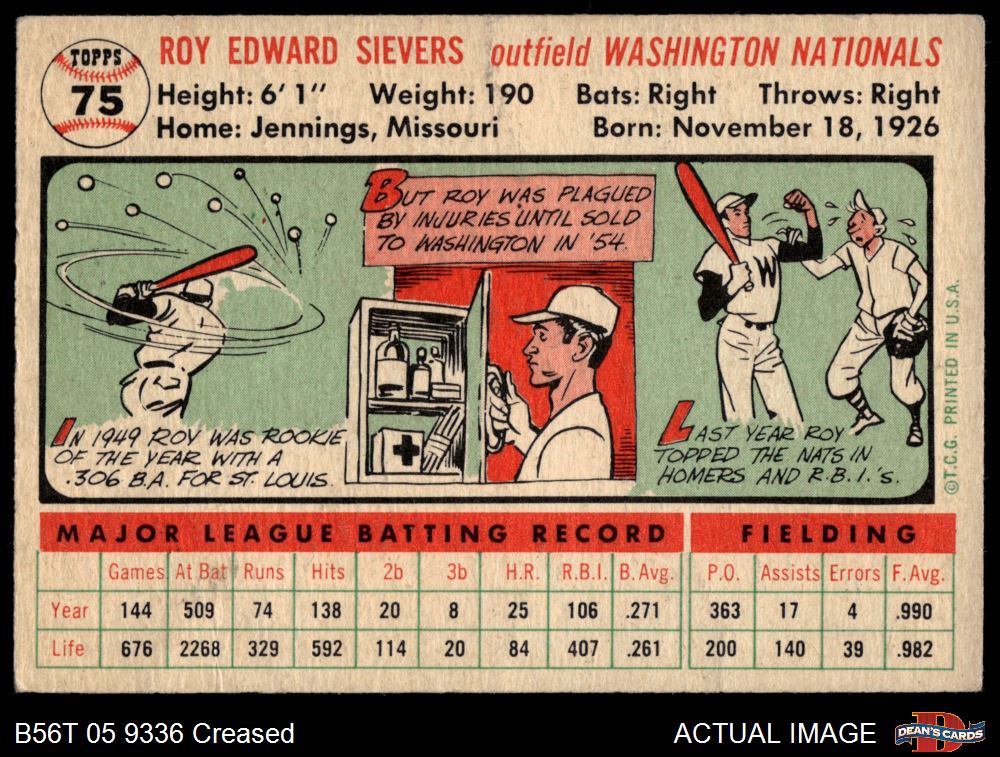 TOPPS
75
ROY EDWARD SIEVERS outfield WASHINGTON NATIONALS
Height: 6' 1" Weight: 190 Bats: Right Throws: Right
Home: Jennings, Missouri Born: November 18, 1926
IN 1949 ROY WAS ROOKIE
OF THE YEAR WITH A
.306 B.A. FOR ST. LOUIS.
BUT ROY WAS PLAGUED
BY INJURIES UNTIL SOLD
TO WASHINGTON IN '54.
W
LAST YEAR ROY
TOPPED THE NATS IN
HOMERS AND R.B.I.'s.
©T.C.G. PRINTED IN U.S.A.
MAJOR LEAGUE BATTING RECORD FIELDING
Games At Bat Runs Hits 2b 3b H.R. R.B.I. B. Avg. P.O. Assists Errors F. Avg.
Year 144 509 74 138 20 8 25 106 .271 363 17 4 .990
Life 676 2268 329 592 114 20 84 407 .261 200 140 39 .982
B56T 05 9336 Creased ACTUAL IMAGE
D
DEAN'S CARDS